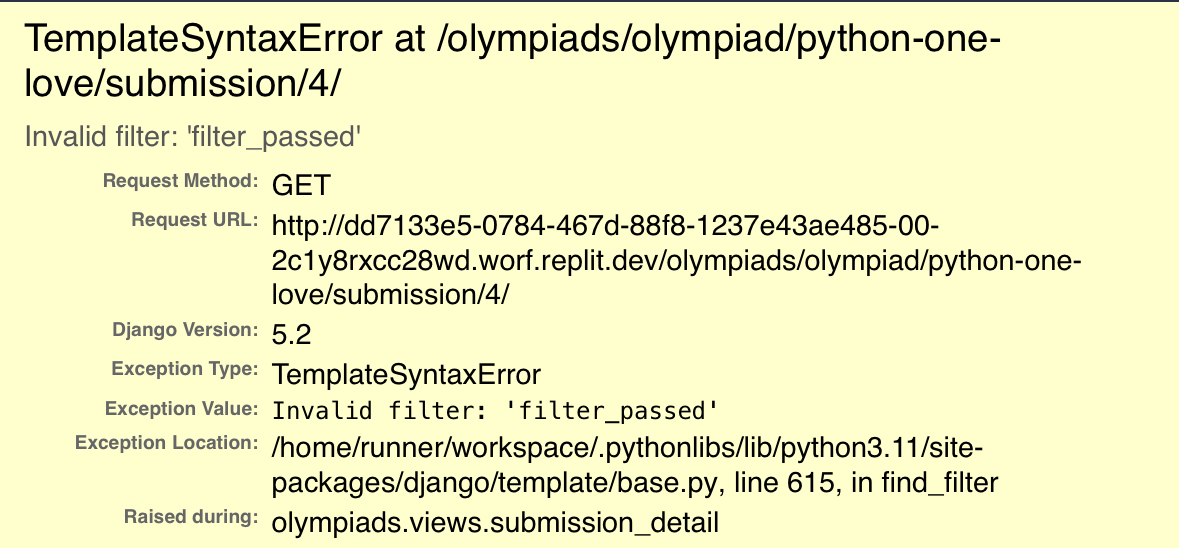 TemplateSyntaxError at /olympiads/olympiad/python-one-
love/submission/4/
Invalid filter: 'filter_passed'
Request Method: GET
Request URL: http://dd7133e5-0784-467d-88f8-1237e43ae485-00-
2c1y8rxcc28wd.worf.replit.dev/olympiads/olympiad/python-one-
love/submission/4/
Django Version: 5.2
Exception Type: TemplateSyntaxError
Exception Value: Invalid filter: 'filter_passed'
Exception Location: /home/runner/workspace/.pythonlibs/lib/python3.11/site-
packages/django/template/base.py, line 615, in find_filter
Raised during: olympiads.views.submission_detail